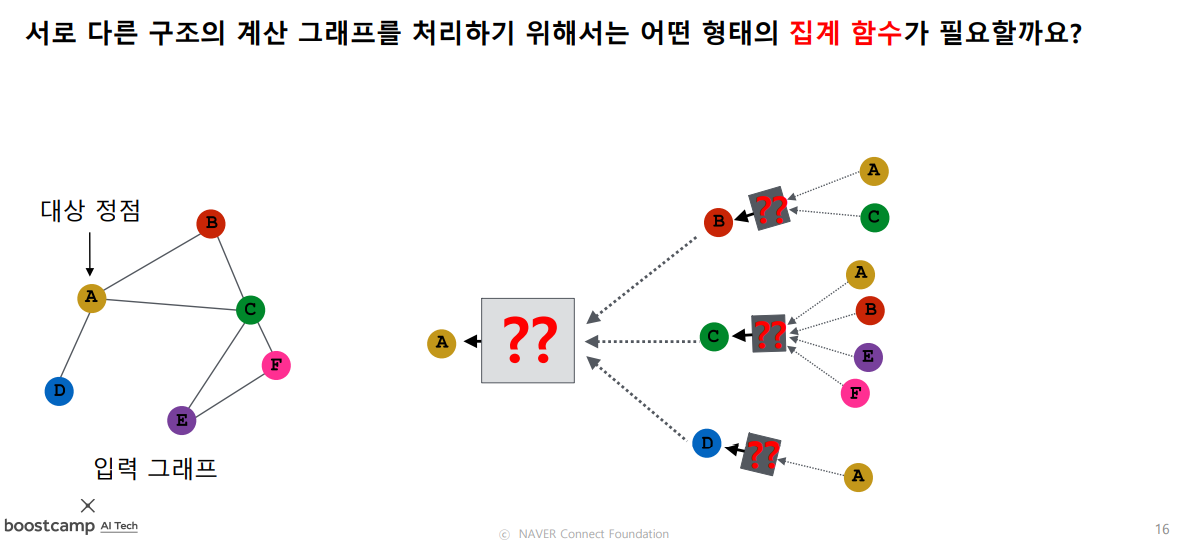 서로 다른 구조의 계산 그래프를 처리하기 위해서는 어떤 형태의 집계 함수가 필요할까요?
대상 정점
B
A
C
F
D
E
입력 그래프
A
??
B
??
A
C
C
??
A
B
E
F
D
??
A
boostcamp AI Tech
ⓒ NAVER Connect Foundation
16